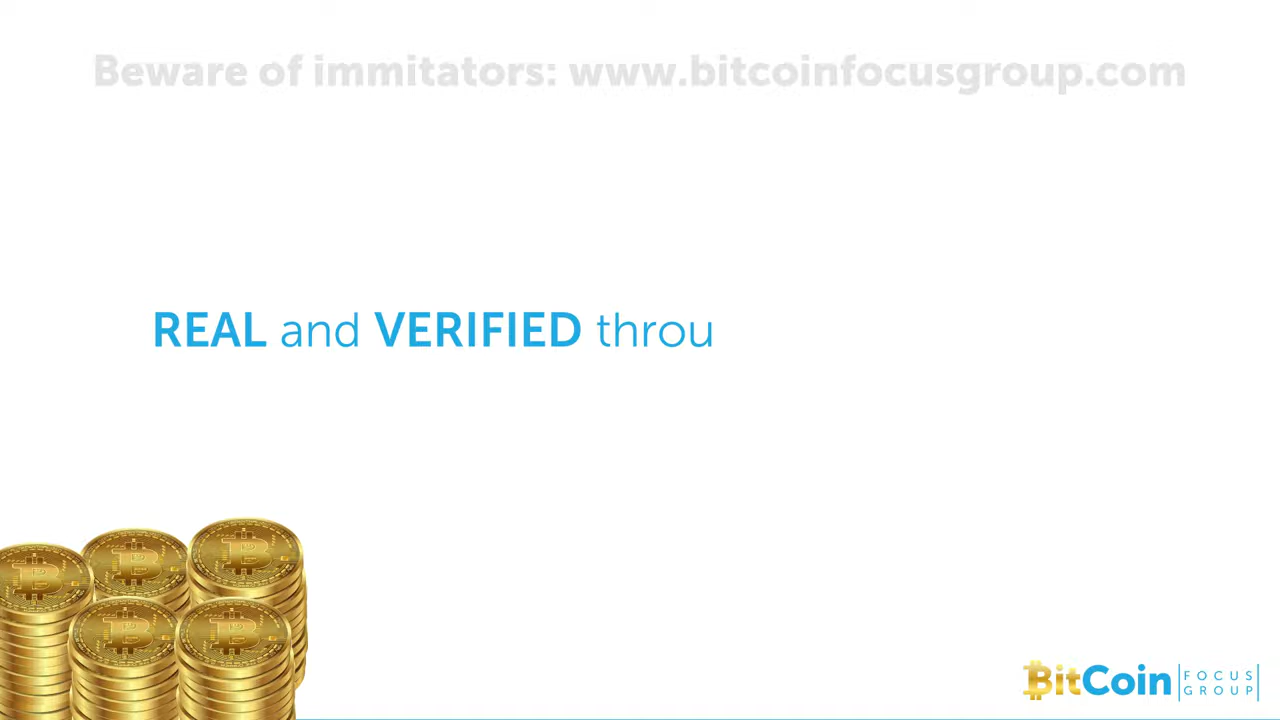 Beware of immitators: www.bitcoinfocusgroup.com
REAL and VERIFIED throu
BitCoin FOCUS GROUP